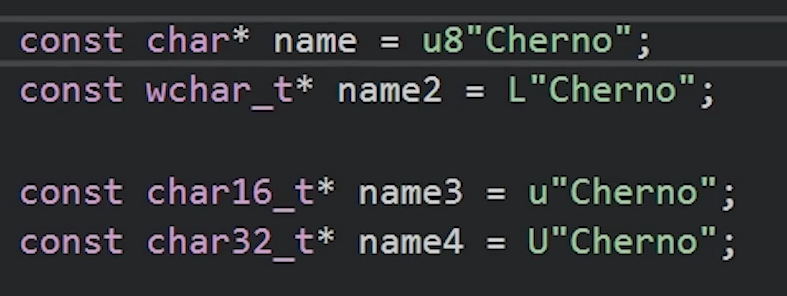 const char* name = u8"Cherno";
const wchar_t* name2 = L"Cherno";
const char16_t* name3 = u"Cherno";
const char32_t* name4 = U"Cherno";